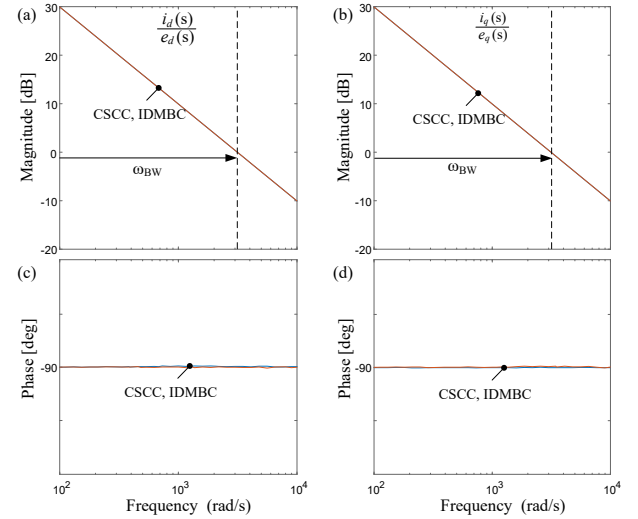 (a)
i_d(s)
e_d(s)
30
20
10
0
-10
-20
Magnitude [dB]
CSCC, IDMBC
ω_BW
(b)
i_q(s)
e_q(s)
30
20
10
0
-10
-20
Magnitude [dB]
CSCC, IDMBC
ω_BW
(c)
-90
Phase [deg]
CSCC, IDMBC
10^2
10^3
10^4
Frequency (rad/s)
(d)
-90
Phase [deg]
CSCC, IDMBC
10^2
10^3
10^4
Frequency (rad/s)